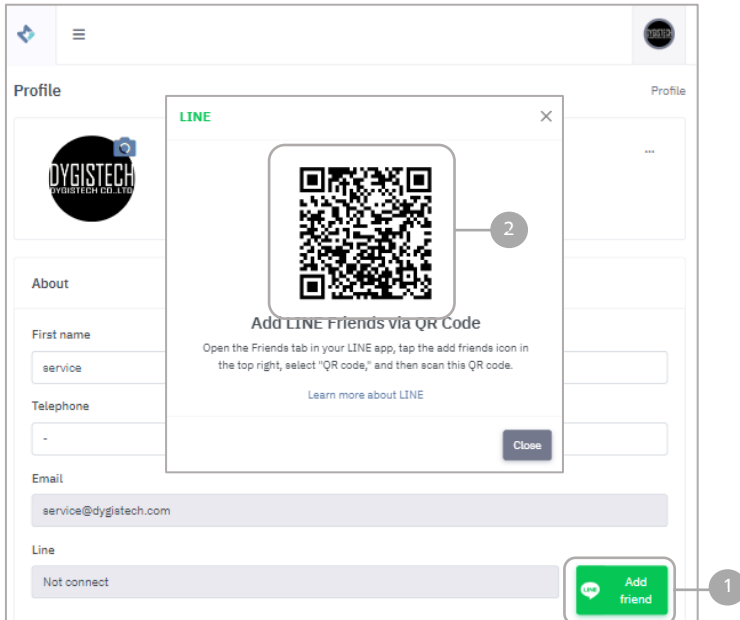 DYGISTECH
Profile
Profile
LINE
DYGISTECH
DYGISTECH CO.,LTD
...
2
Add LINE Friends via QR Code
Open the Friends tab in your LINE app, tap the add friends icon in
the top right, select "QR code," and then scan this QR code.
Learn more about LINE
Close
About
First name
service
Telephone
-
Email
service@dygistech.com
Line
Not connect
LINE
Add
friend
1